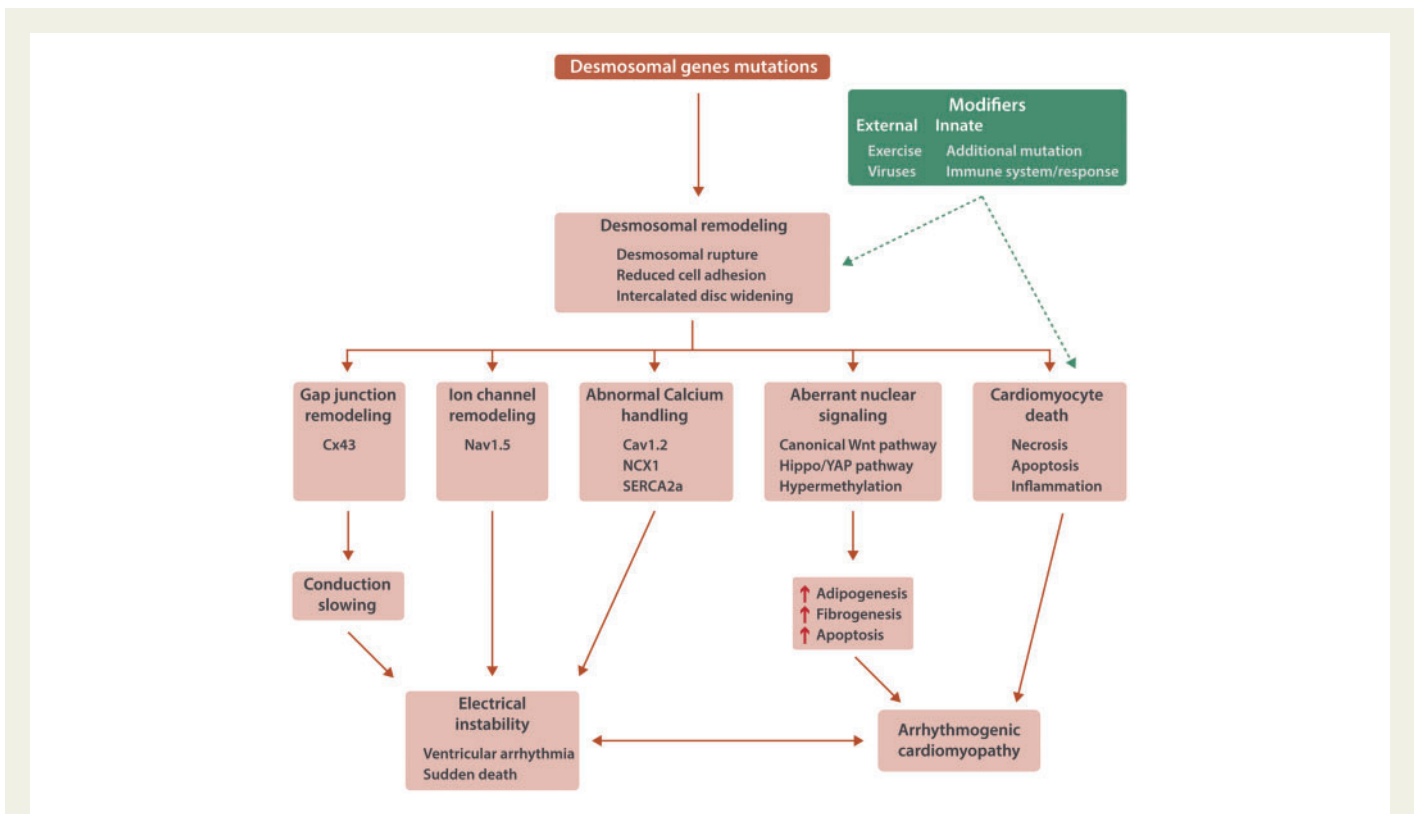 Desmosomal genes mutations
Modifiers
External Innate
Exercise Additional mutation
Viruses Immune system/response
Desmosomal remodeling
Desmosomal rupture
Reduced cell adhesion
Intercalated disc widening
Gap junction
remodeling
Cx43
Ion channel
remodeling
Nav1.5
Abnormal Calcium
handling
Cav1.2
NCX1
SERCA2a
Aberrant nuclear
signaling
Canonical Wnt pathway
Hippo/YAP pathway
Hypermethylation
Cardiomyocyte
death
Necrosis
Apoptosis
Inflammation
Conduction
slowing
↑ Adipogenesis
↑ Fibrogenesis
↑ Apoptosis
Electrical
instability
Ventricular arrhythmia
Sudden death
Arrhythmogenic
cardiomyopathy